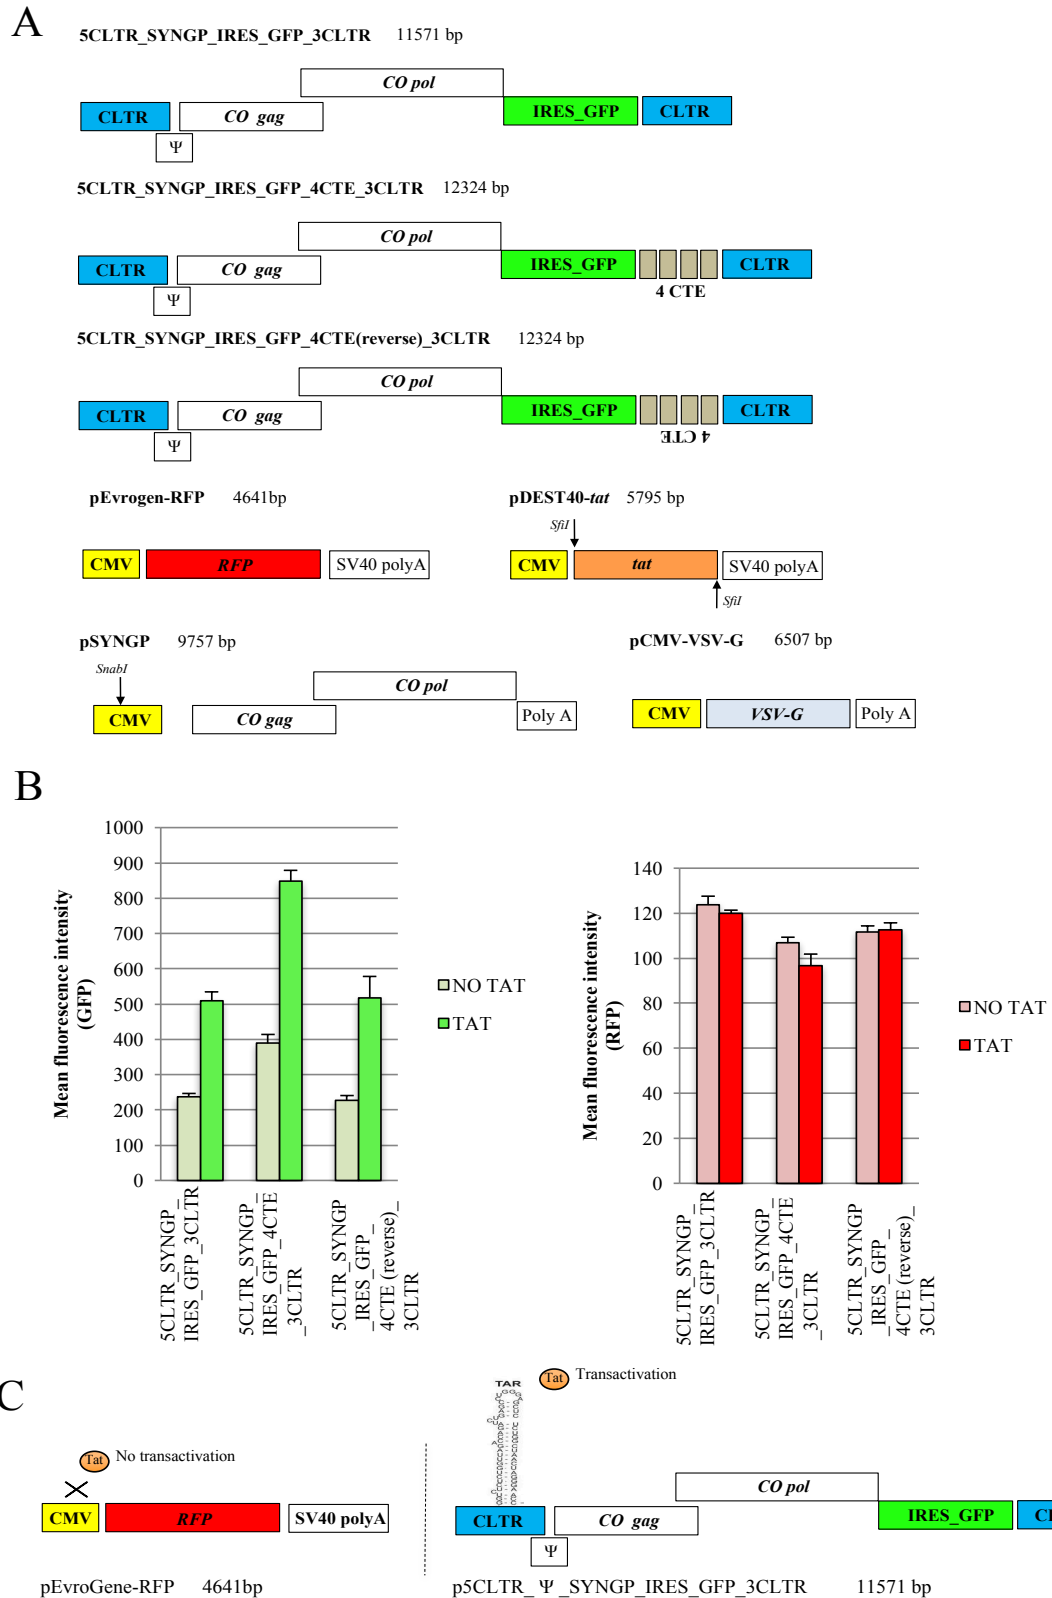 A
5CLTR_SYNGP_IRES_GFP_3CLTR 11571 bp
CO pol
CLTR CO gag IRES_GFP CLTR
Ψ
5CLTR_SYNGP_IRES_GFP_4CTE_3CLTR 12324 bp
CO pol
CLTR CO gag IRES_GFP CLTR
Ψ 4 CTE
5CLTR_SYNGP_IRES_GFP_4CTE(reverse)_3CLTR 12324 bp
CO pol
CLTR CO gag IRES_GFP CLTR
Ψ 4 CTE
pEvrogen-RFP 4641bp
CMV RFP SV40 polyA
pDEST40-tat 5795 bp
SfiI
CMV tat SV40 polyA
SfiI
pSYNGP 9757 bp
SnabI
CO pol
CMV CO gag Poly A
pCMV-VSV-G 6507 bp
CMV VSV-G Poly A
B
Mean fluorescence intensity
(GFP)
1000
900
800
700
600
500
400
300
200
100
0
NO TAT
TAT
5CLTR_SYNGP_
IRES_GFP_3CLTR
5CLTR_SYNGP_
IRES_GFP_4CTE
_3CLTR
5CLTR_SYNGP
_IRES_GFP_
4CTE (reverse)_
3CLTR
Mean fluorescence intensity
(RFP)
140
120
100
80
60
40
20
0
NO TAT
TAT
5CLTR_SYNGP_
IRES_GFP_3CLTR
5CLTR_SYNGP_
IRES_GFP_4CTE
_3CLTR
5CLTR_SYNGP
_IRES_GFP_
4CTE (reverse)_
3CLTR
C
Tat No transactivation
CMV RFP SV40 polyA
pEvroGene-RFP 4641bp
TAR
Tat Transactivation
CO pol
CLTR CO gag IRES_GFP
Ψ
p5CLTR_Ψ_SYNGP_IRES_GFP_3CLTR 11571 bp